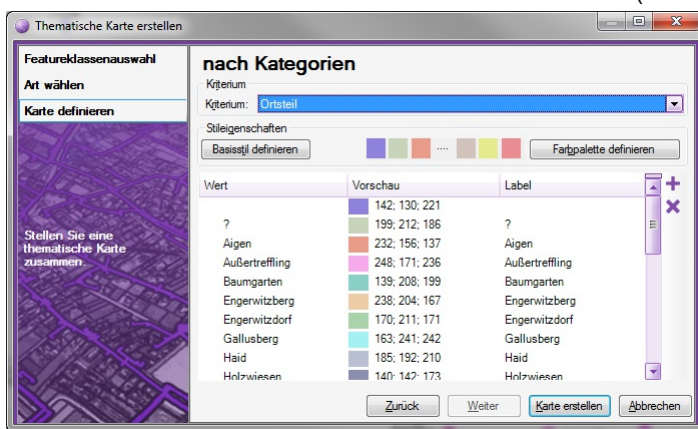 (
Thematische Karte erstellen
Featureklassenauswahl
Art wählen
Karte definieren
Stellen Sie eine
thematische Karte
zusammen.
nach Kategorien
Kriterium
Kriterium: Ortsteil
Stileigenschaften
Basisstil definieren .... Farbpalette definieren
Wert Vorschau Label
142; 130; 221
? 199; 212; 186 ?
Aigen 232; 156; 137 Aigen
Außertreffling 248; 171; 236 Außertreffling
Baumgarten 139; 208; 199 Baumgarten
Engerwitzberg 238; 204; 167 Engerwitzberg
Engerwitzdorf 170; 211; 171 Engerwitzdorf
Gallusberg 163; 241; 242 Gallusberg
Haid 185; 192; 210 Haid
Holzwiesen 140; 142; 173 Holzwiesen
Zurück Weiter Karte erstellen Abbrechen